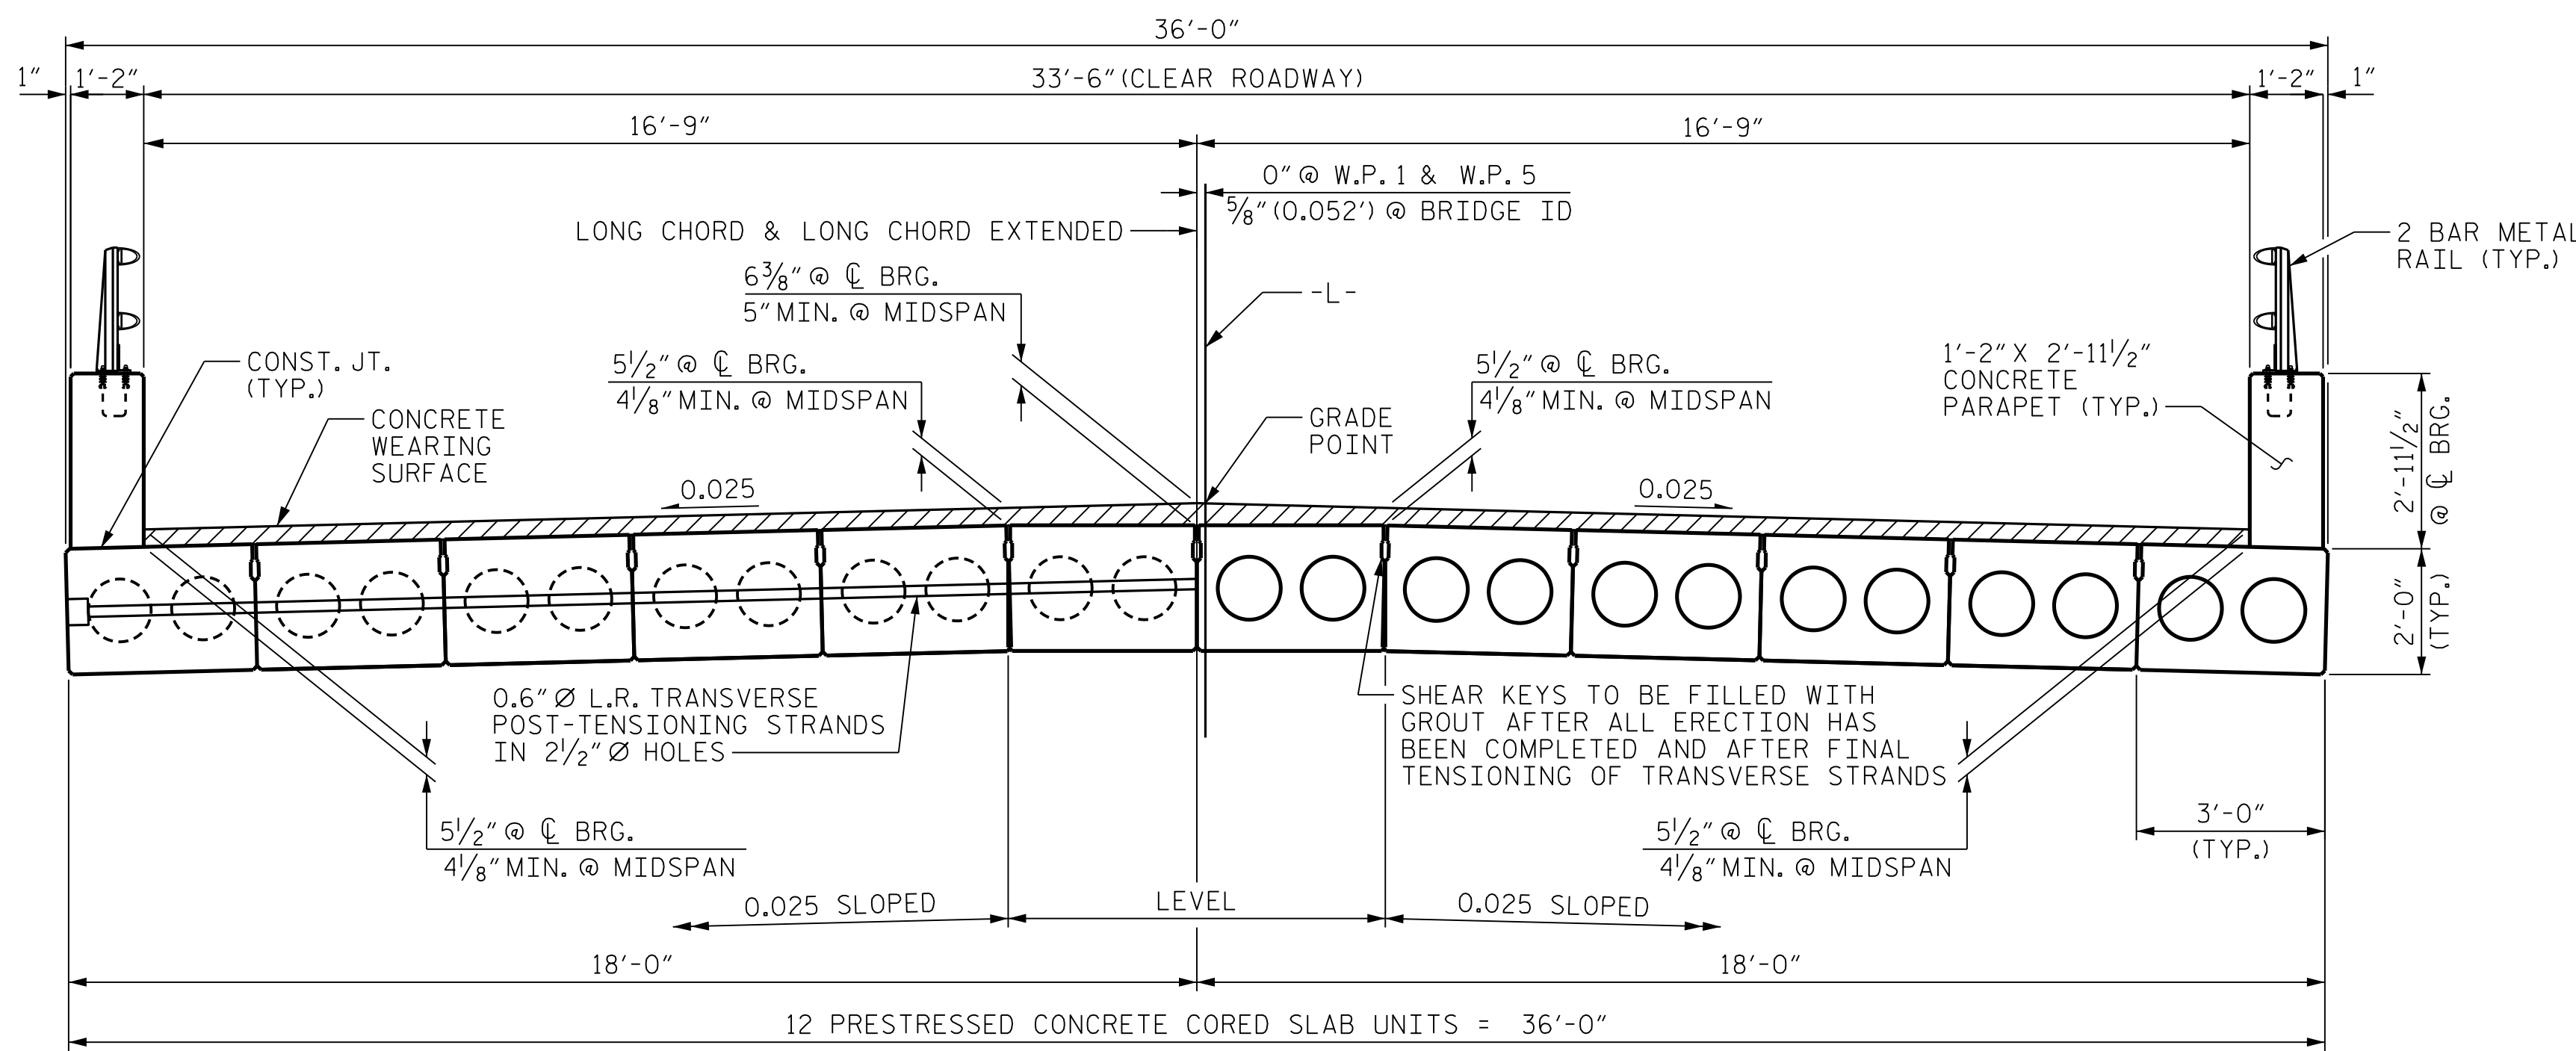 36'-0"
1" 1'-2" 33'-6" (CLEAR ROADWAY) 1'-2" 1"
16'-9" 16'-9"
0" @ W.P. 1 & W.P. 5
5/8" (0.052') @ BRIDGE ID
LONG CHORD & LONG CHORD EXTENDED
2 BAR METAL
RAIL (TYP.)
6 3/8" @ ℄ BRG.
5" MIN. @ MIDSPAN
-L-
CONST. JT.
(TYP.)
5 1/2" @ ℄ BRG.
4 1/8" MIN. @ MIDSPAN
5 1/2" @ ℄ BRG.
4 1/8" MIN. @ MIDSPAN
1'-2" X 2'-11 1/2"
CONCRETE
PARAPET (TYP.)
CONCRETE
WEARING
SURFACE
GRADE
POINT
2'-11 1/2"
@ ℄ BRG.
0.025
0.025
2'-0"
(TYP.)
0.6" Ø L.R. TRANSVERSE
POST-TENSIONING STRANDS
IN 2 1/2" Ø HOLES
SHEAR KEYS TO BE FILLED WITH
GROUT AFTER ALL ERECTION HAS
BEEN COMPLETED AND AFTER FINAL
TENSIONING OF TRANSVERSE STRANDS
5 1/2" @ ℄ BRG.
4 1/8" MIN. @ MIDSPAN
5 1/2" @ ℄ BRG.
4 1/8" MIN. @ MIDSPAN
3'-0"
(TYP.)
0.025 SLOPED LEVEL 0.025 SLOPED
18'-0" 18'-0"
12 PRESTRESSED CONCRETE CORED SLAB UNITS = 36'-0"